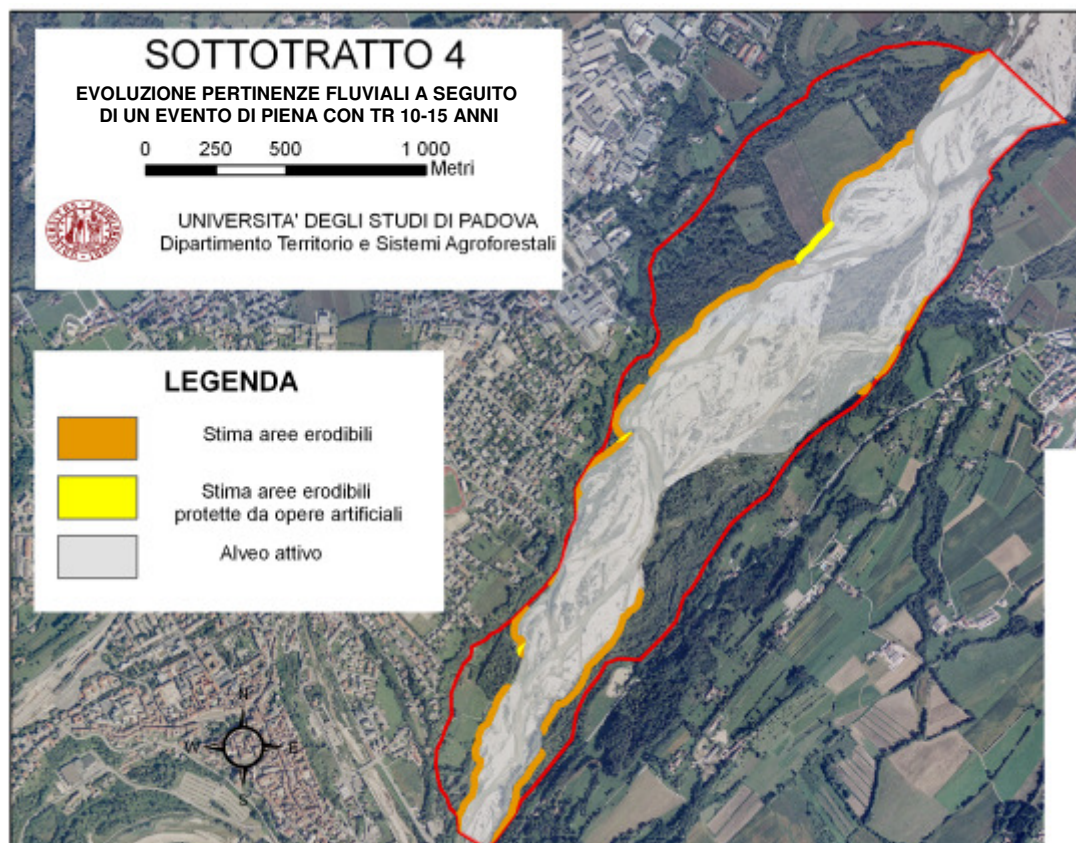 SOTTOTRATTO 4
EVOLUZIONE PERTINENZE FLUVIALI A SEGUITO
DI UN EVENTO DI PIENA CON TR 10-15 ANNI
0 250 500 1 000
Metri
UNIVERSITA' DEGLI STUDI DI PADOVA
Dipartimento Territorio e Sistemi Agroforestali
LEGENDA
Stima aree erodibili
Stima aree erodibili
protette da opere artificiali
Alveo attivo
N
W E
S